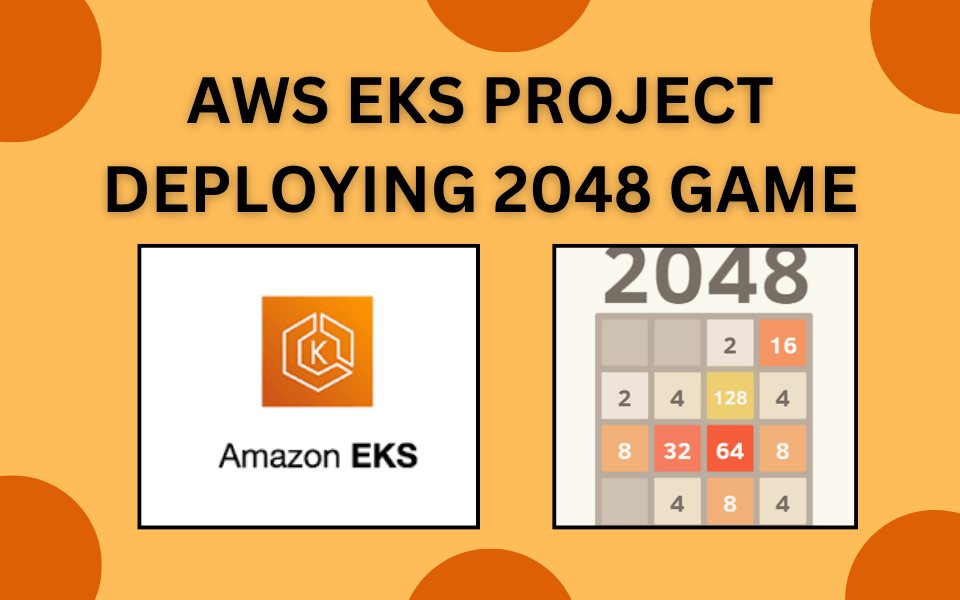 AWS EKS PROJECT
DEPLOYING 2048 GAME
K
Amazon EKS
2048
2 16
2 4 128 4
8 32 64 8
4 8 4